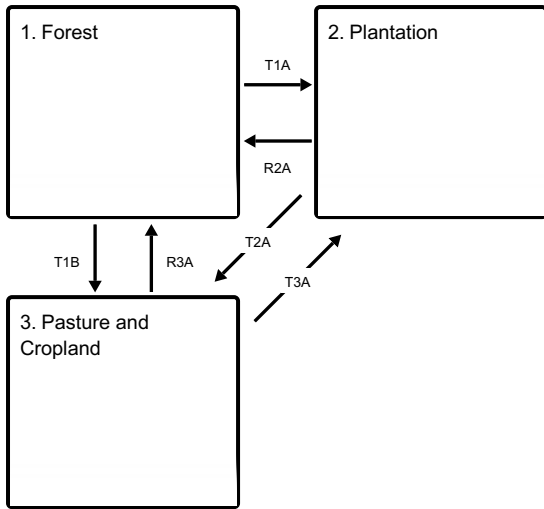 1. Forest
2. Plantation
T1A
R2A
T1B
R3A
T2A
T3A
3. Pasture and
Cropland